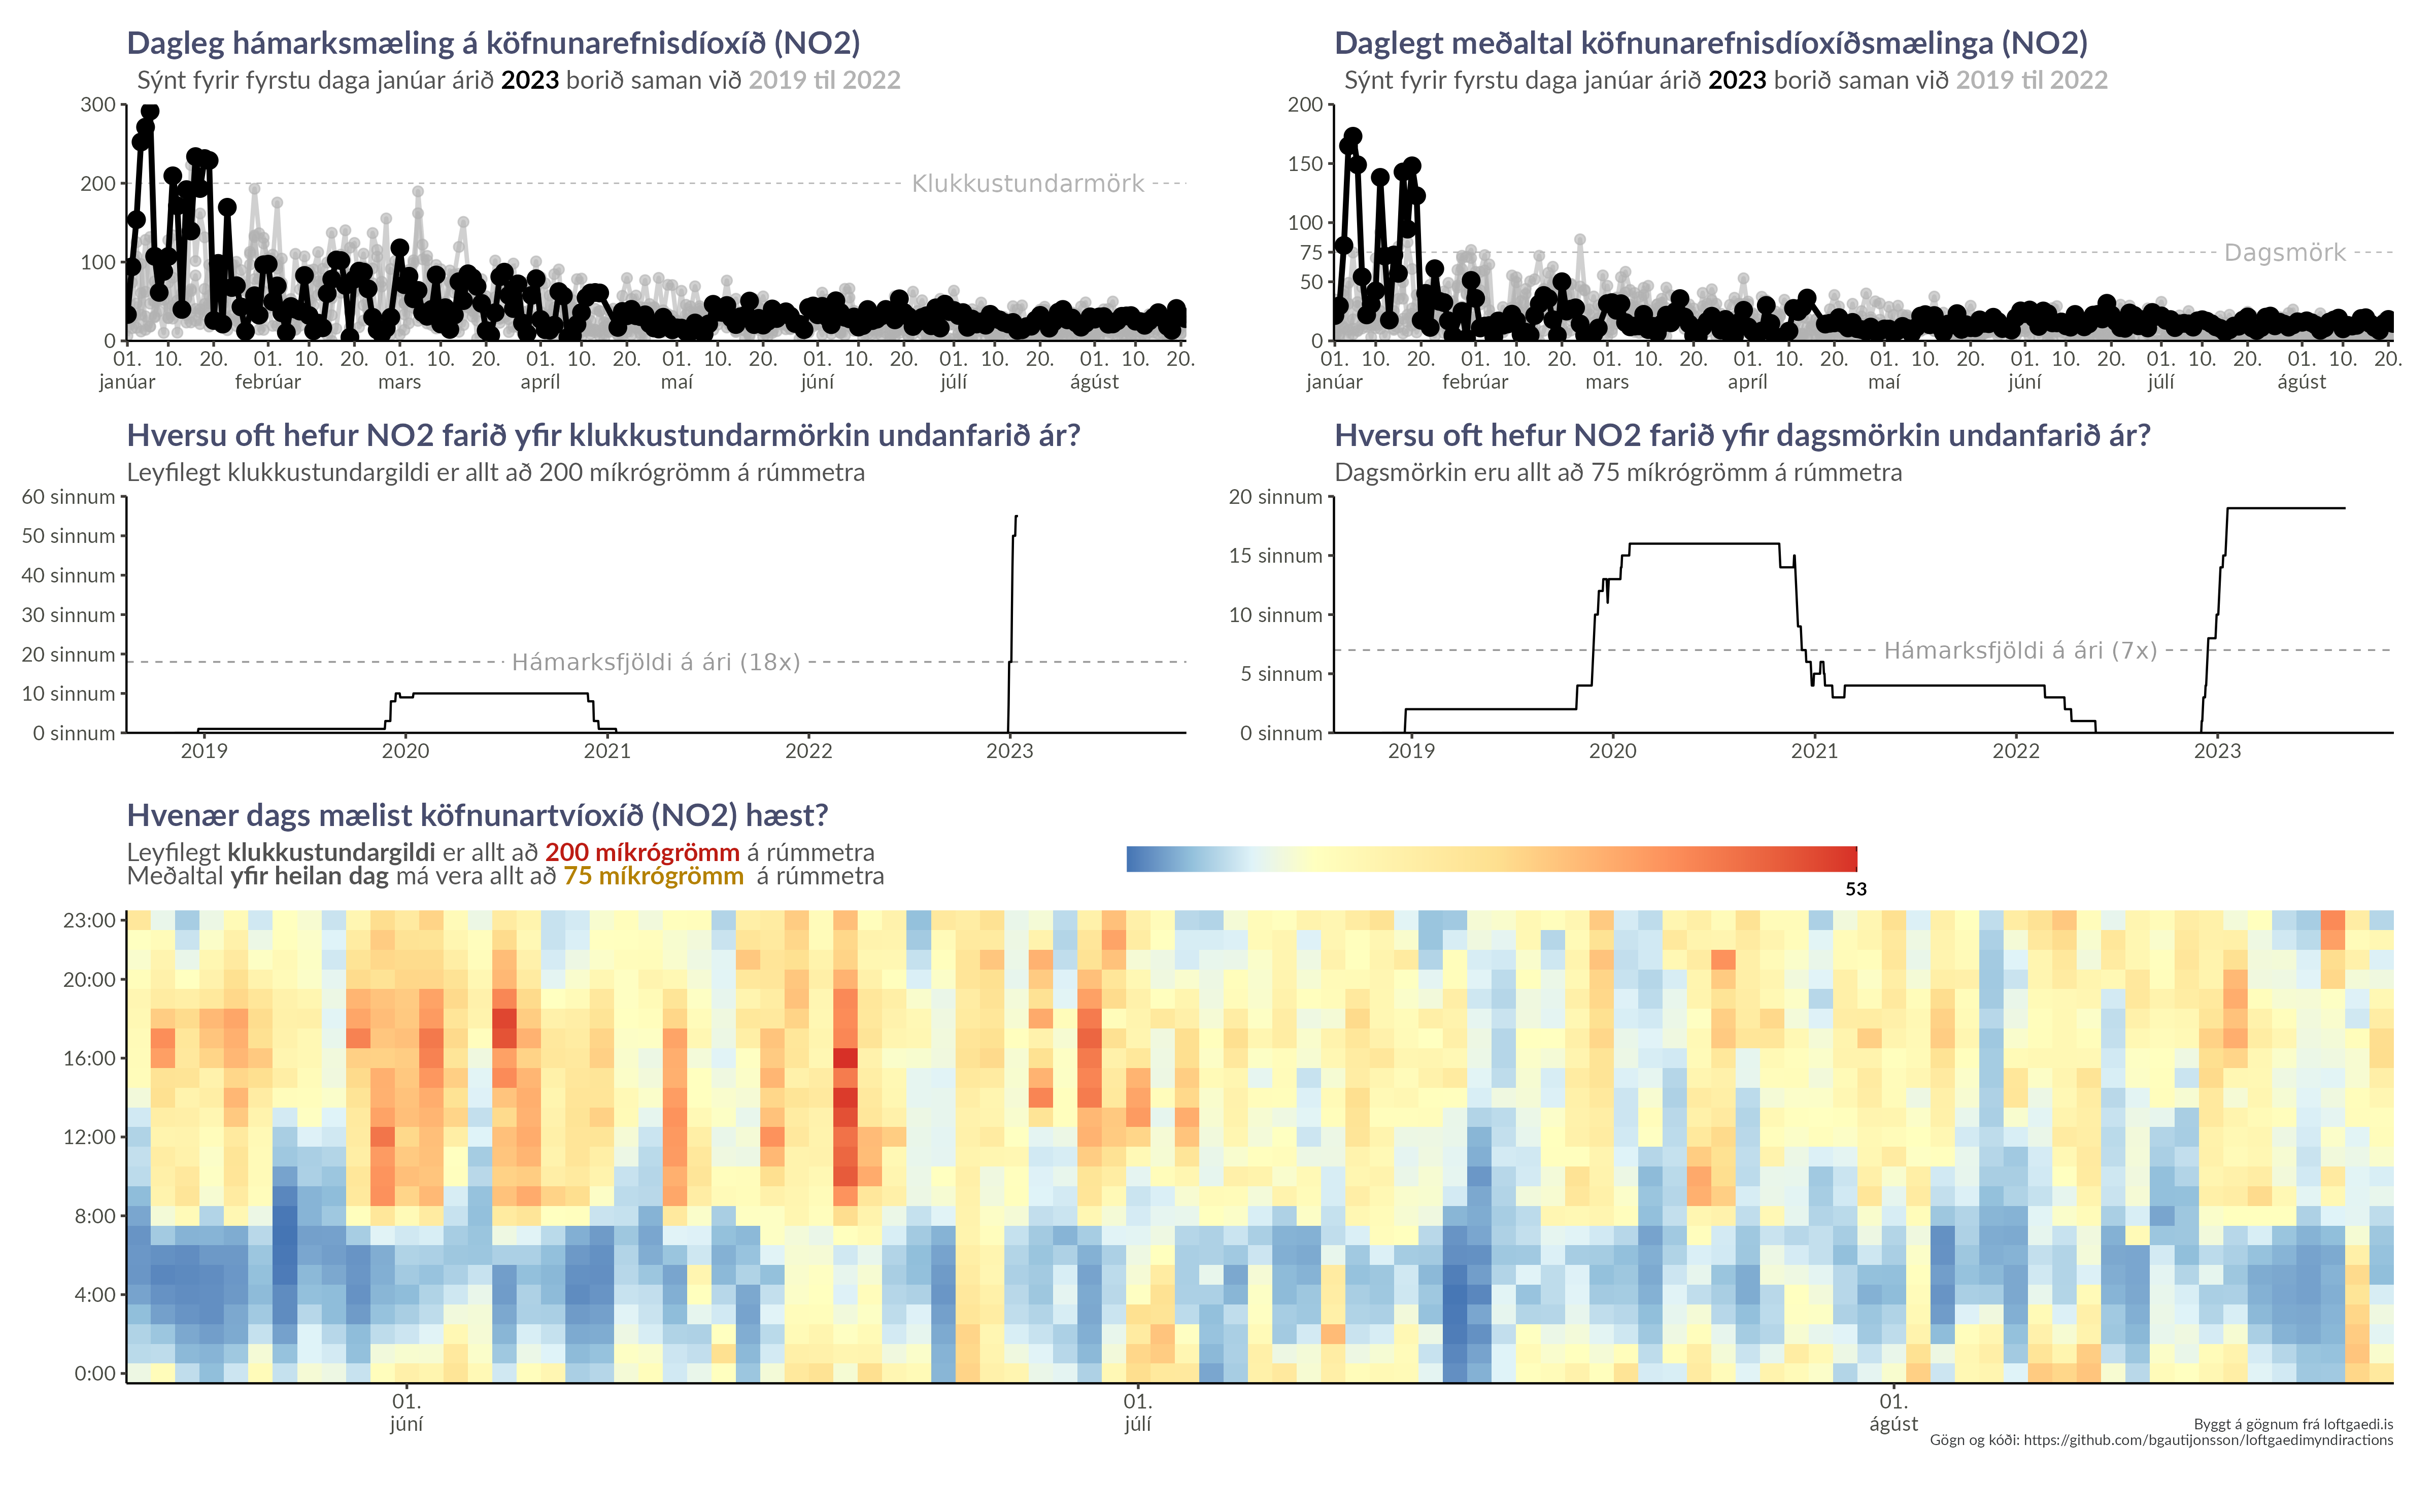 Dagleg hámarksmæling á köfnunarefnisdíoxíð (NO2)
Sýnt fyrir fyrstu daga janúar árið 2023 borið saman við 2019 til 2022
300
200
100
0
Klukkustundarmörk
01. 10. 20. 01. 10. 20. 01. 10. 20. 01. 10. 20. 01. 10. 20. 01. 10. 20. 01. 10. 20. 01. 10. 20.
janúar febrúar mars apríl maí júní júlí ágúst
Daglegt meðaltal köfnunarefnisdíoxíðsmælinga (NO2)
Sýnt fyrir fyrstu daga janúar árið 2023 borið saman við 2019 til 2022
200
150
100
75
50
0
Dagsmörk
01. 10. 20. 01. 10. 20. 01. 10. 20. 01. 10. 20. 01. 10. 20. 01. 10. 20. 01. 10. 20. 01. 10. 20.
janúar febrúar mars apríl maí júní júlí ágúst
Hversu oft hefur NO2 farið yfir klukkustundarmörkin undanfarið ár?
Leyfilegt klukkustundargildi er allt að 200 míkrógrömm á rúmmetra
60 sinnum
50 sinnum
40 sinnum
30 sinnum
20 sinnum
10 sinnum
0 sinnum
Hámarksfjöldi á ári (18x)
2019 2020 2021 2022 2023
Hversu oft hefur NO2 farið yfir dagsmörkin undanfarið ár?
Dagsmörkin eru allt að 75 míkrógrömm á rúmmetra
20 sinnum
15 sinnum
10 sinnum
5 sinnum
0 sinnum
Hámarksfjöldi á ári (7x)
2019 2020 2021 2022 2023
Hvenær dags mælist köfnunartvíoxíð (NO2) hæst?
Leyfilegt klukkustundargildi er allt að 200 míkrógrömm á rúmmetra
Meðaltal yfir heilan dag má vera allt að 75 míkrógrömm á rúmmetra
53
23:00
20:00
16:00
12:00
8:00
4:00
0:00
01. 01. 01.
júní júlí ágúst
Byggt á gögnum frá loftgaedi.is
Gögn og kóði: https://github.com/bgautijonsson/loftgaedimyndiractions